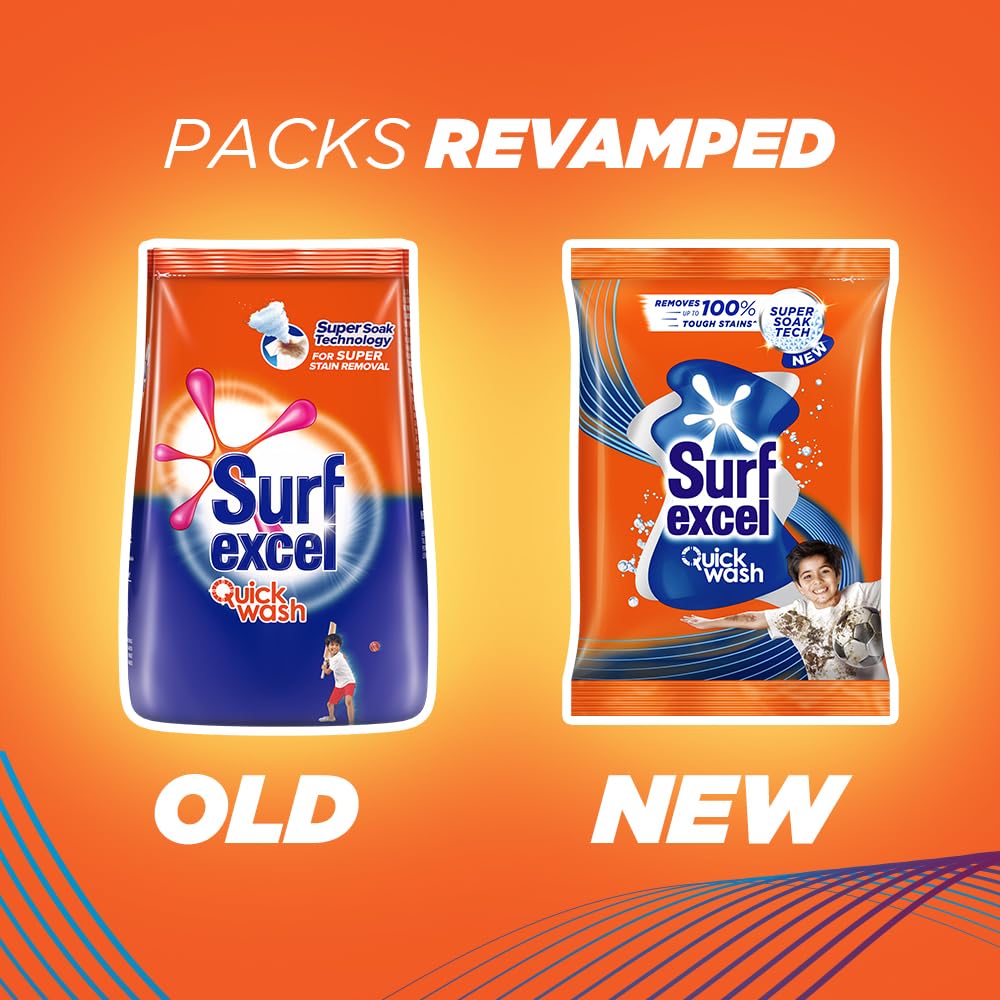 PACKS REVAMPED
Super Soak
Technology
FOR SUPER
STAIN REMOVAL
Surf
excel
Quick
wash
REMOVES UP TO 100%
TOUGH STAINS*
SUPER
SOAK
TECH
NEW
Surf
excel
Quick
wash
OLD
NEW